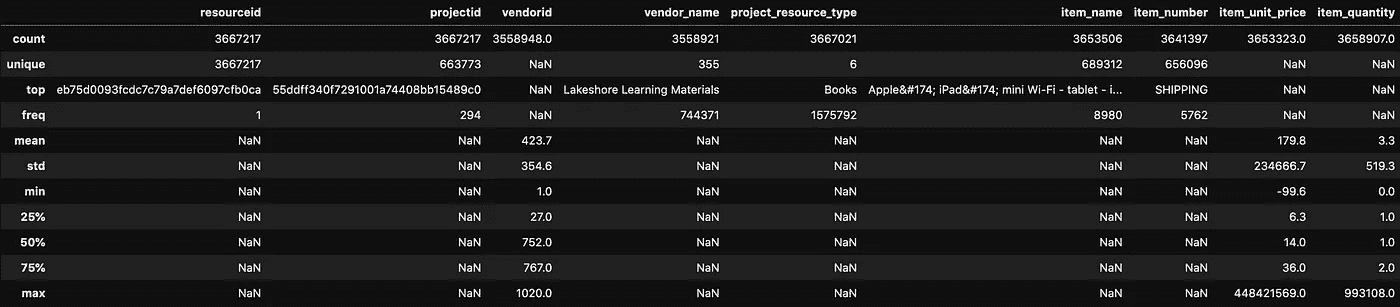 resourceid projectid vendorid vendor_name project_resource_type item_name item_number item_unit_price item_quantity
count 3667217 3667217 3558948.0 3558921 3667021 3653506 3641397 3653323.0 3658907.0
unique 3667217 663773 NaN 355 6 689312 656096 NaN NaN
top eb75d0093fcdc7c79a7def6097cfb0ca 55ddff340f7291001a74408bb15489c0 NaN Lakeshore Learning Materials Books Apple&#174; iPad&#174; mini Wi-Fi - tablet - i... SHIPPING NaN NaN
freq 1 294 NaN 744371 1575792 8980 5762 NaN NaN
mean NaN NaN 423.7 NaN NaN NaN NaN 179.8 3.3
std NaN NaN 354.6 NaN NaN NaN NaN 234666.7 519.3
min NaN NaN 1.0 NaN NaN NaN NaN -99.6 0.0
25% NaN NaN 27.0 NaN NaN NaN NaN 6.3 1.0
50% NaN NaN 752.0 NaN NaN NaN NaN 14.0 1.0
75% NaN NaN 767.0 NaN NaN NaN NaN 36.0 2.0
max NaN NaN 1020.0 NaN NaN NaN NaN 448421569.0 993108.0